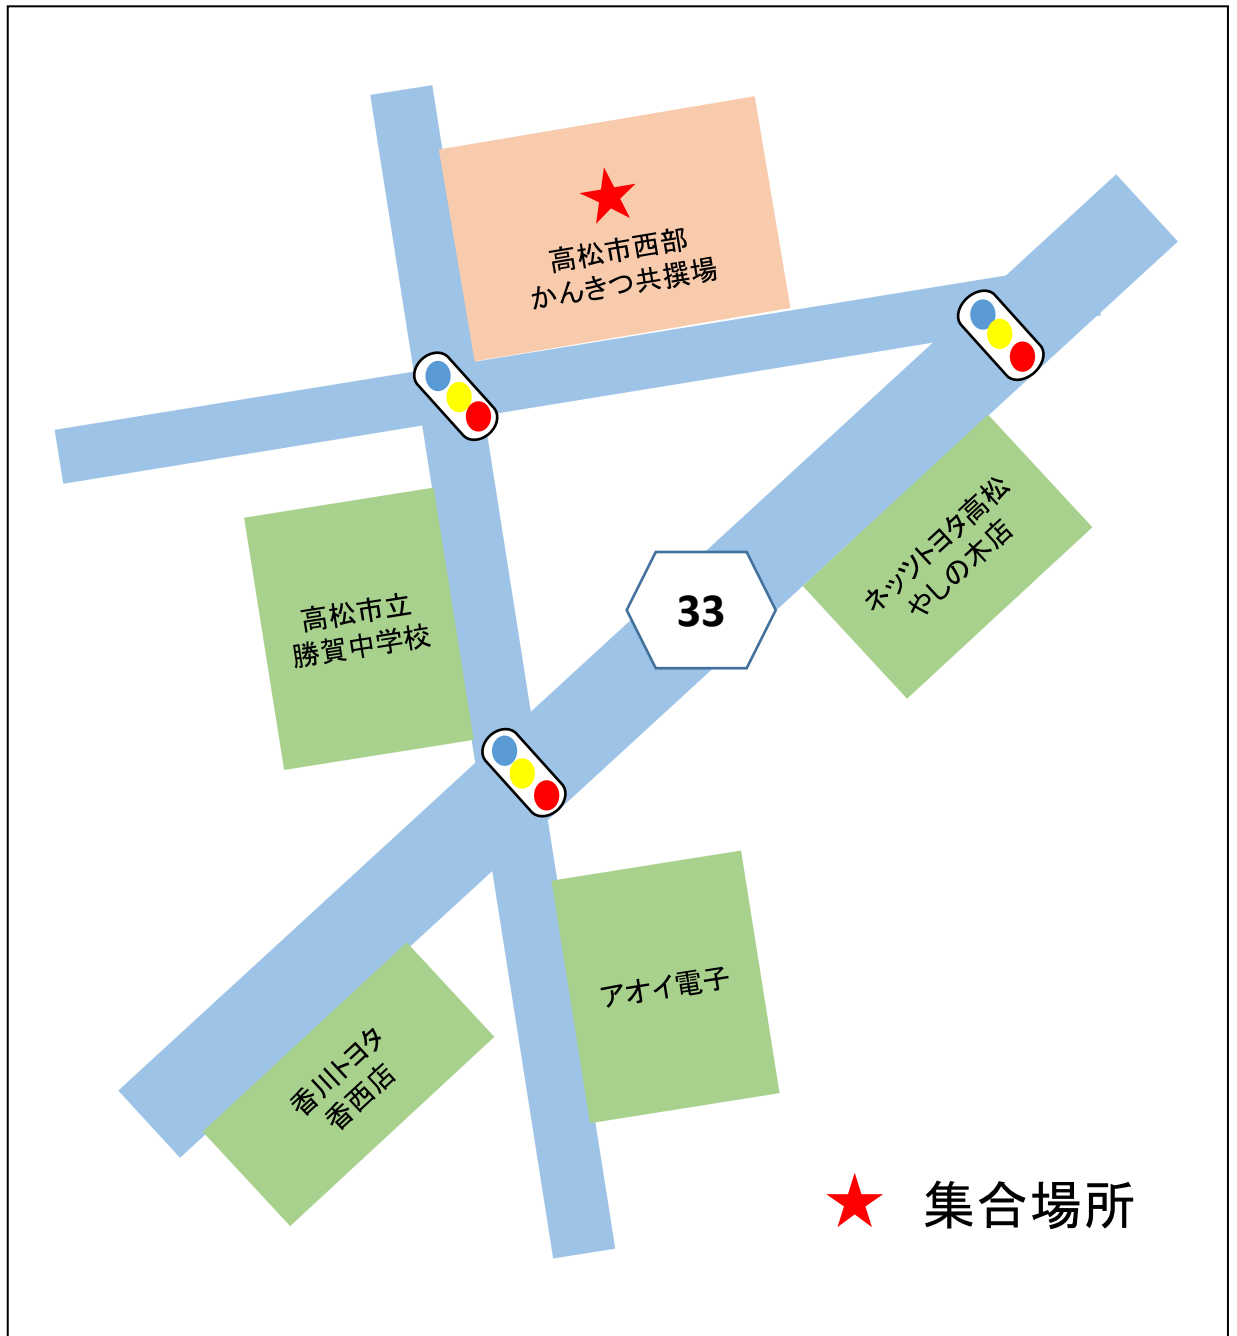 高松市西部
かんきつ共撰場
ネッツトヨタ高松
やしの木店
高松市立
勝賀中学校
33
アオイ電子
香川トヨタ
香西店
集合場所